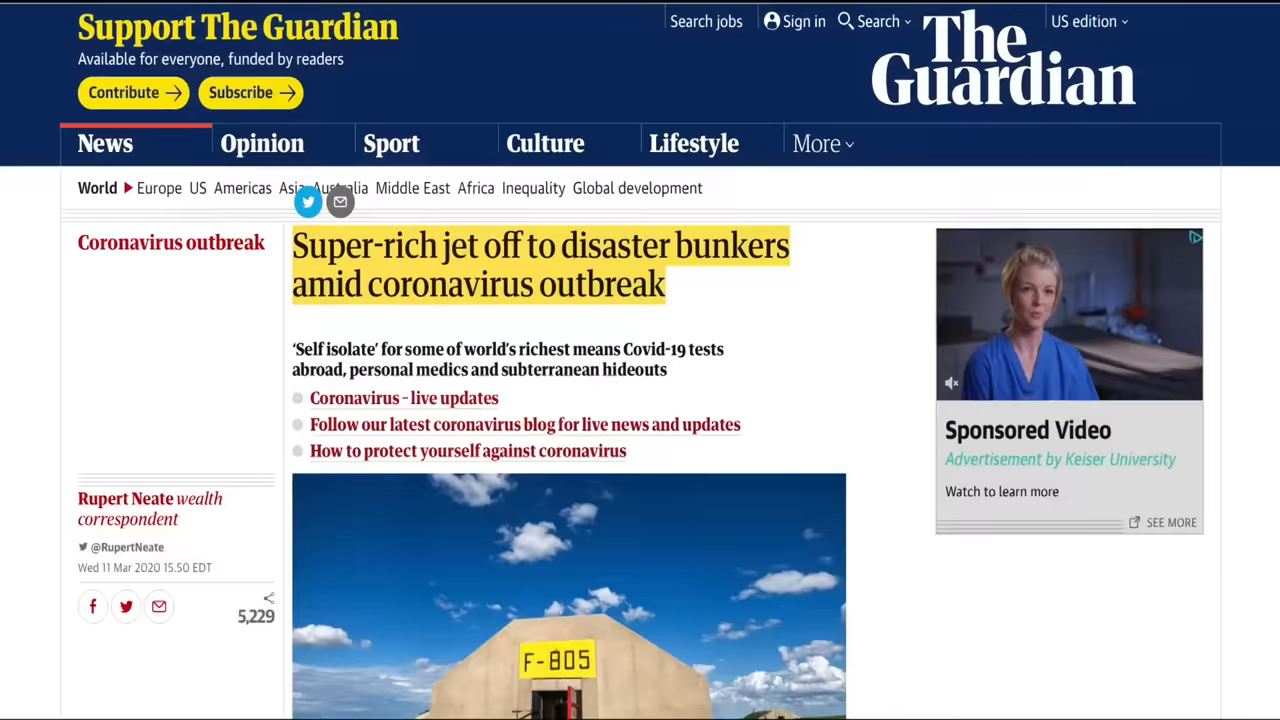 Support The Guardian
Available for everyone, funded by readers
Contribute
Subscribe
Search jobs
Sign in
Search
US edition
The
Guardian
News
Opinion
Sport
Culture
Lifestyle
More
World
Europe
US
Americas
Asia
Australia
Middle East
Africa
Inequality
Global development
Coronavirus outbreak
Super-rich jet off to disaster bunkers
amid coronavirus outbreak
'Self isolate' for some of world's richest means Covid-19 tests
abroad, personal medics and subterranean hideouts
Coronavirus – live updates
Follow our latest coronavirus blog for live news and updates
How to protect yourself against coronavirus
Rupert Neate wealth
correspondent
@RupertNeate
Wed 11 Mar 2020 15.50 EDT
5,229
F-805
Sponsored Video
Advertisement by Keiser University
Watch to learn more
SEE MORE